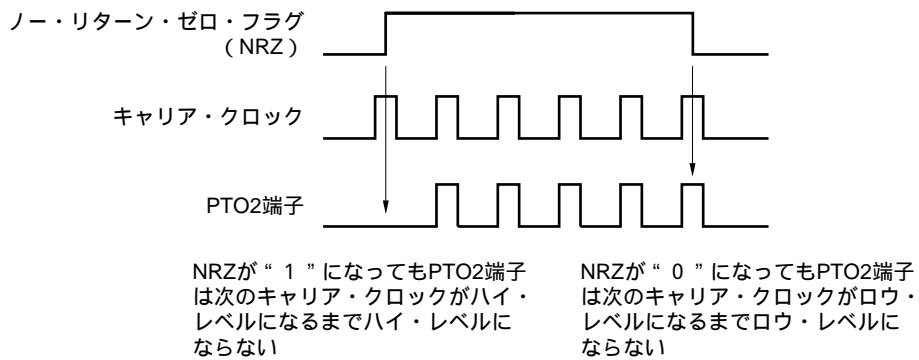 ノー・リターン・ゼロ・フラグ
( NRZ )
キャリア・クロック
PTO2端子
NRZが“ 1 ”になってもPTO2端子
は次のキャリア・クロックがハイ・
レベルになるまでハイ・レベルに
ならない
NRZが“ 0 ”になってもPTO2端子
は次のキャリア・クロックがロウ・
レベルになるまでロウ・レベルに
ならない